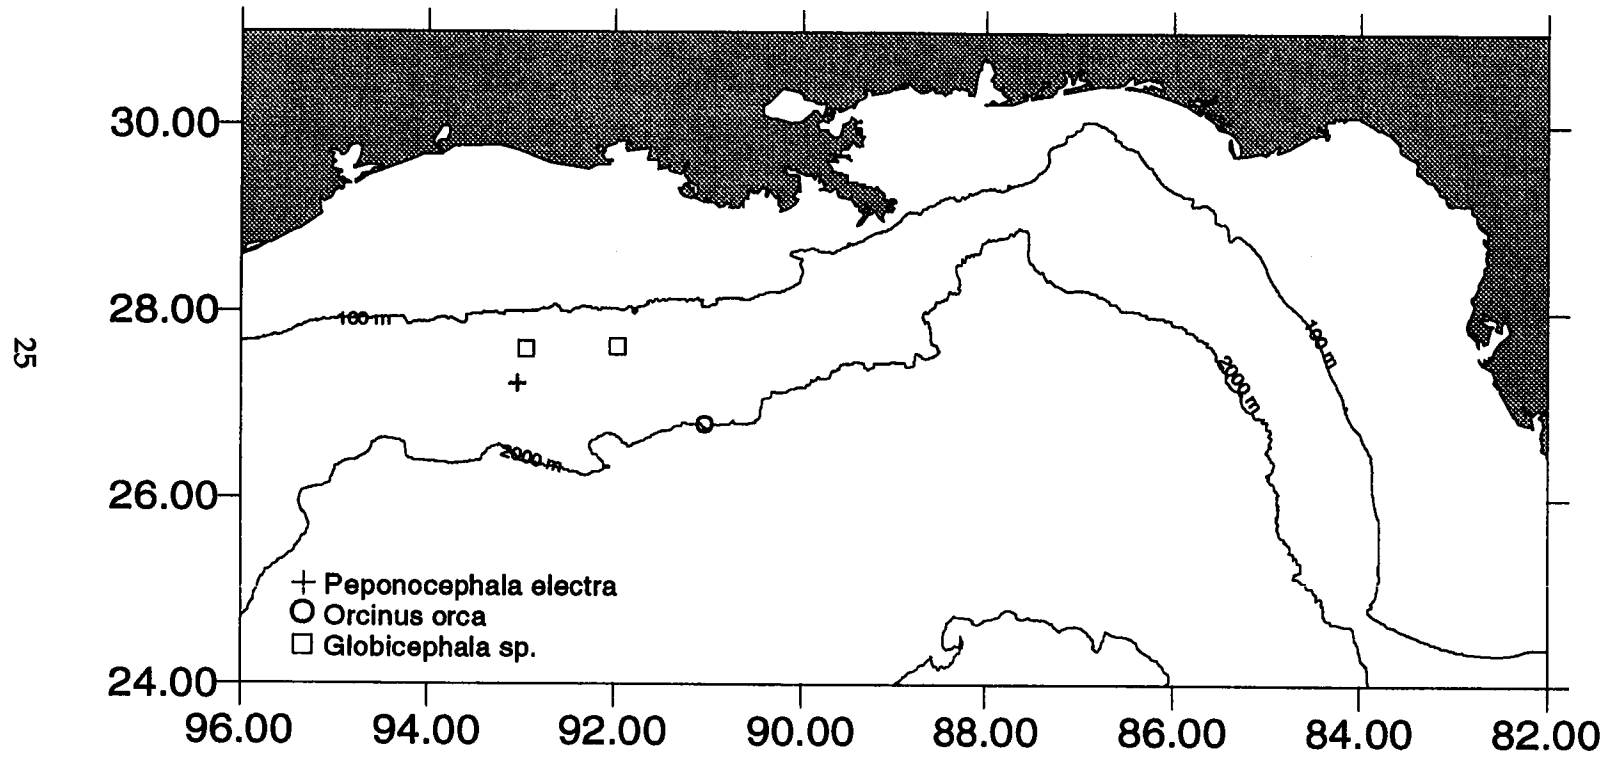 30.00
28.00
26.00
24.00
25
100 m
100 m
2000 m
2000 m
Peponocephala electra
Orcinus orca
Globicephala sp.
96.00 94.00 92.00 90.00 88.00 86.00 84.00 82.00